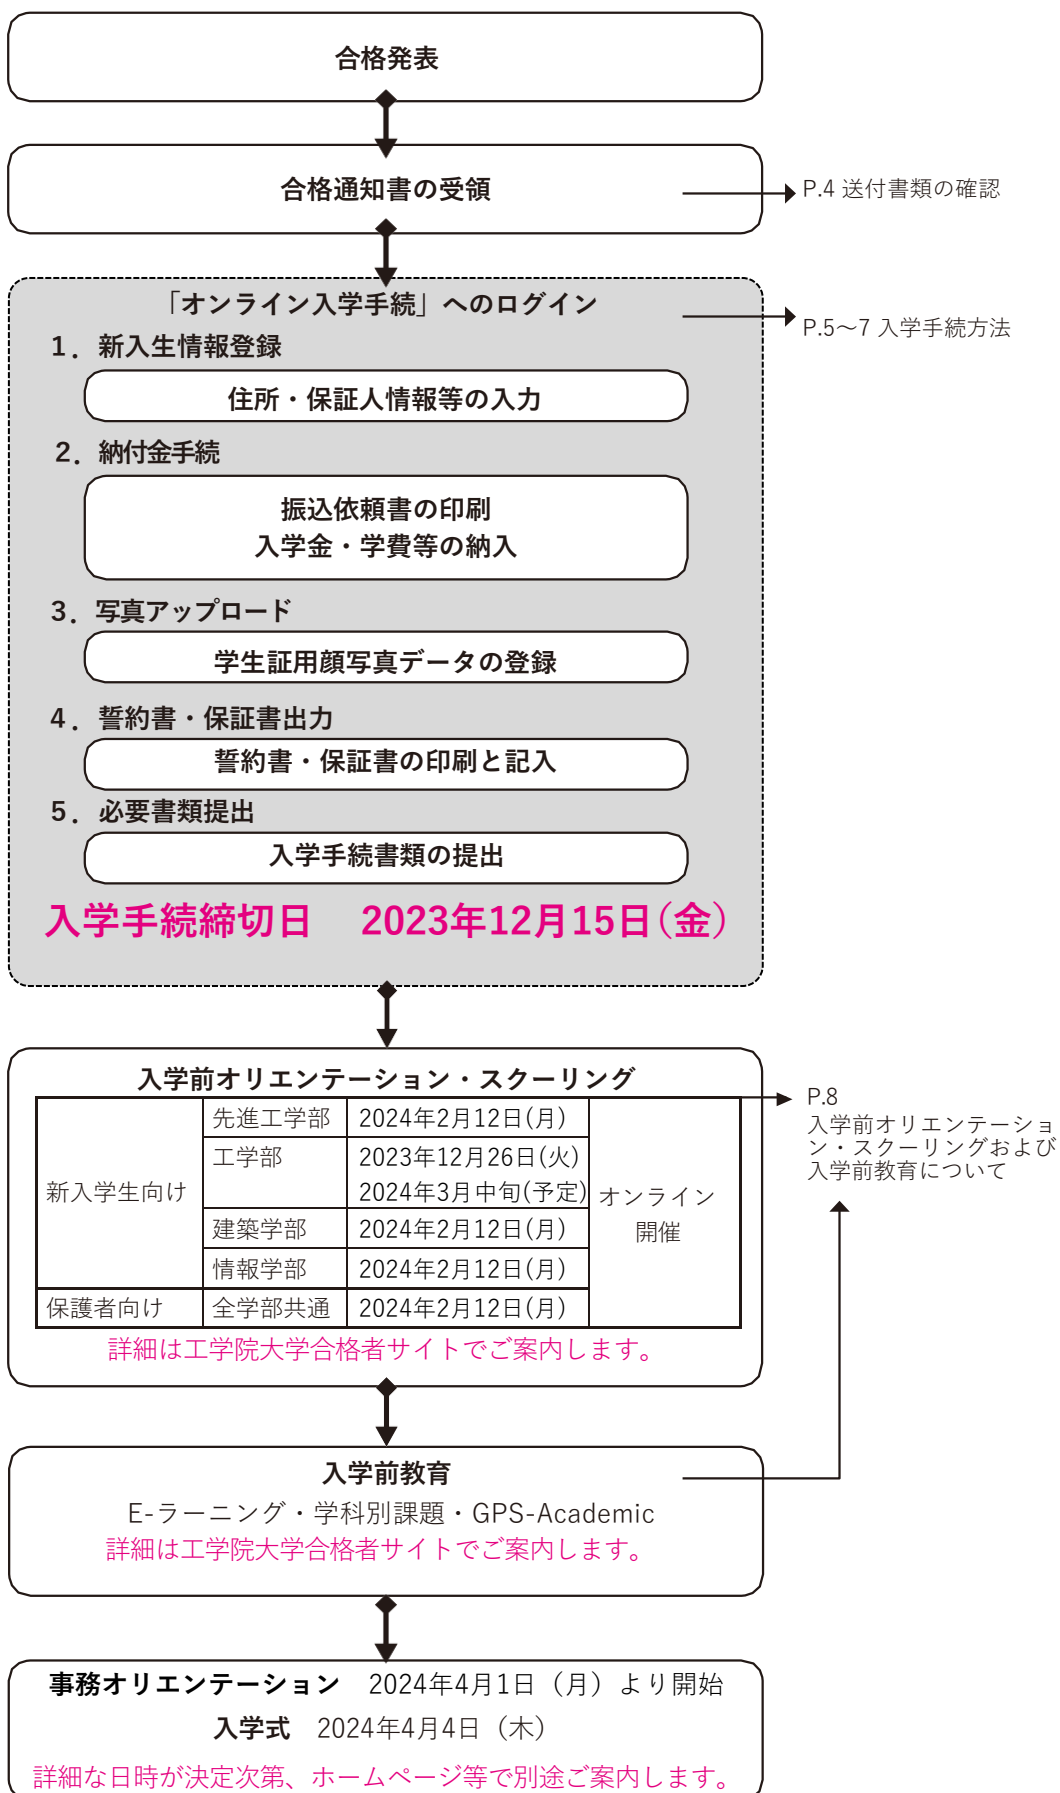 合格発表
合格通知書の受領
P.4 送付書類の確認
「オンライン入学手続」へのログイン
P.5～7 入学手続方法
1．新入生情報登録
住所・保証人情報等の入力
2．納付金手続
振込依頼書の印刷
入学金・学費等の納入
3．写真アップロード
学生証用顔写真データの登録
4．誓約書・保証書出力
誓約書・保証書の印刷と記入
5．必要書類提出
入学手続書類の提出
入学手続締切日　2023年12月15日(金)
入学前オリエンテーション・スクーリング
新入学生向け
先進工学部
2024年2月12日(月)
工学部
2023年12月26日(火)
2024年3月中旬(予定)
建築学部
2024年2月12日(月)
情報学部
2024年2月12日(月)
保護者向け
全学部共通
2024年2月12日(月)
オンライン
開催
詳細は工学院大学合格者サイトでご案内します。
P.8
入学前オリエンテーショ
ン・スクーリングおよび
入学前教育について
入学前教育
E-ラーニング・学科別課題・GPS-Academic
詳細は工学院大学合格者サイトでご案内します。
事務オリエンテーション　2024年4月1日（月）より開始
入学式　2024年4月4日（木）
詳細な日時が決定次第、ホームページ等で別途ご案内します。